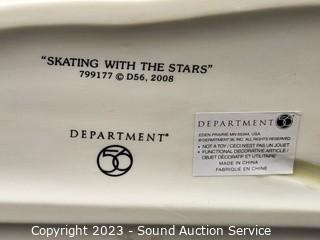 "SKATING WITH THE STARS"
799177 © D56, 2008
DEPARTMENT®
56
DEPARTMENT 56
EDEN PRAIRIE MN 55344, USA
© DEPARTMENT 56, INC. ALL RIGHTS RESERVED.
• NOT A TOY / CECI N'EST PAS UN JOUET
• FUNCTIONAL DECORATIVE ARTICLE /
OBJET DÉCORATIF ET UTILITAIRE
MADE IN CHINA
FABRIQUE EN CHINE
Copyright 2023 - Sound Auction Service